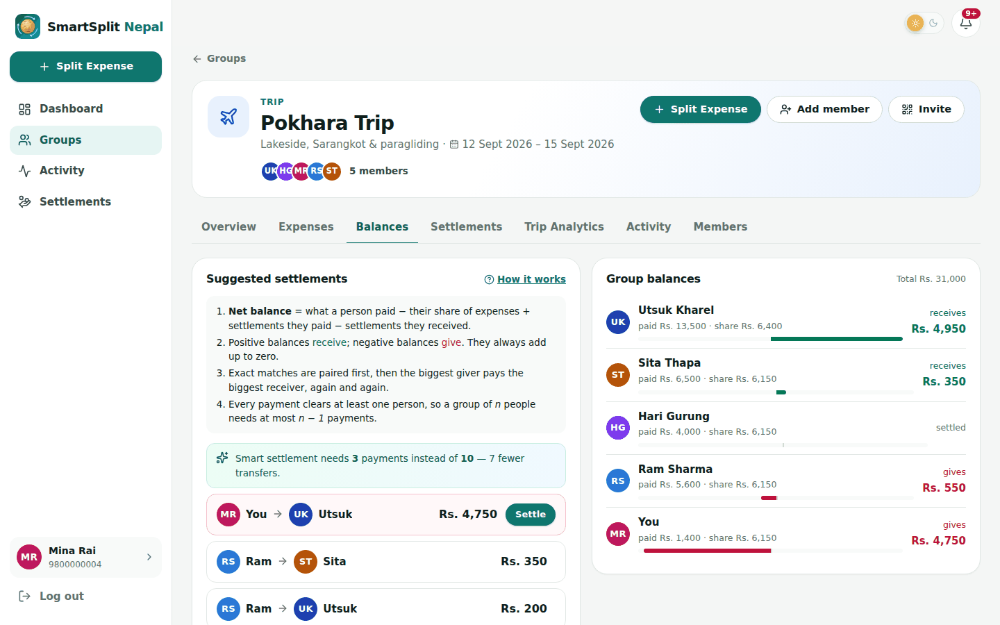 SmartSplit Nepal
Split Expense
Dashboard
Groups
Activity
Settlements
MR
Mina Rai
9800000004
Log out
9+
Groups
TRIP
Pokhara Trip
Lakeside, Sarangkot & paragliding · 12 Sept 2026 – 15 Sept 2026
UK HG MR RS ST 5 members
Split Expense
Add member
Invite
Overview Expenses Balances Settlements Trip Analytics Activity Members
Suggested settlements
How it works
1. Net balance = what a person paid − their share of expenses +
settlements they paid − settlements they received.
2. Positive balances receive; negative balances give. They always add
up to zero.
3. Exact matches are paired first, then the biggest giver pays the
biggest receiver, again and again.
4. Every payment clears at least one person, so a group of n people
needs at most n − 1 payments.
Smart settlement needs 3 payments instead of 10 — 7 fewer
transfers.
MR You → UK Utsuk Rs. 4,750 Settle
RS Ram → ST Sita Rs. 350
RS Ram → UK Utsuk Rs. 200
Group balances
Total Rs. 31,000
UK
Utsuk Kharel
paid Rs. 13,500 · share Rs. 6,400
receives
Rs. 4,950
ST
Sita Thapa
paid Rs. 6,500 · share Rs. 6,150
receives
Rs. 350
HG
Hari Gurung
paid Rs. 4,000 · share Rs. 6,150
settled
RS
Ram Sharma
paid Rs. 5,600 · share Rs. 6,150
gives
Rs. 550
MR
You
paid Rs. 1,400 · share Rs. 6,150
gives
Rs. 4,750